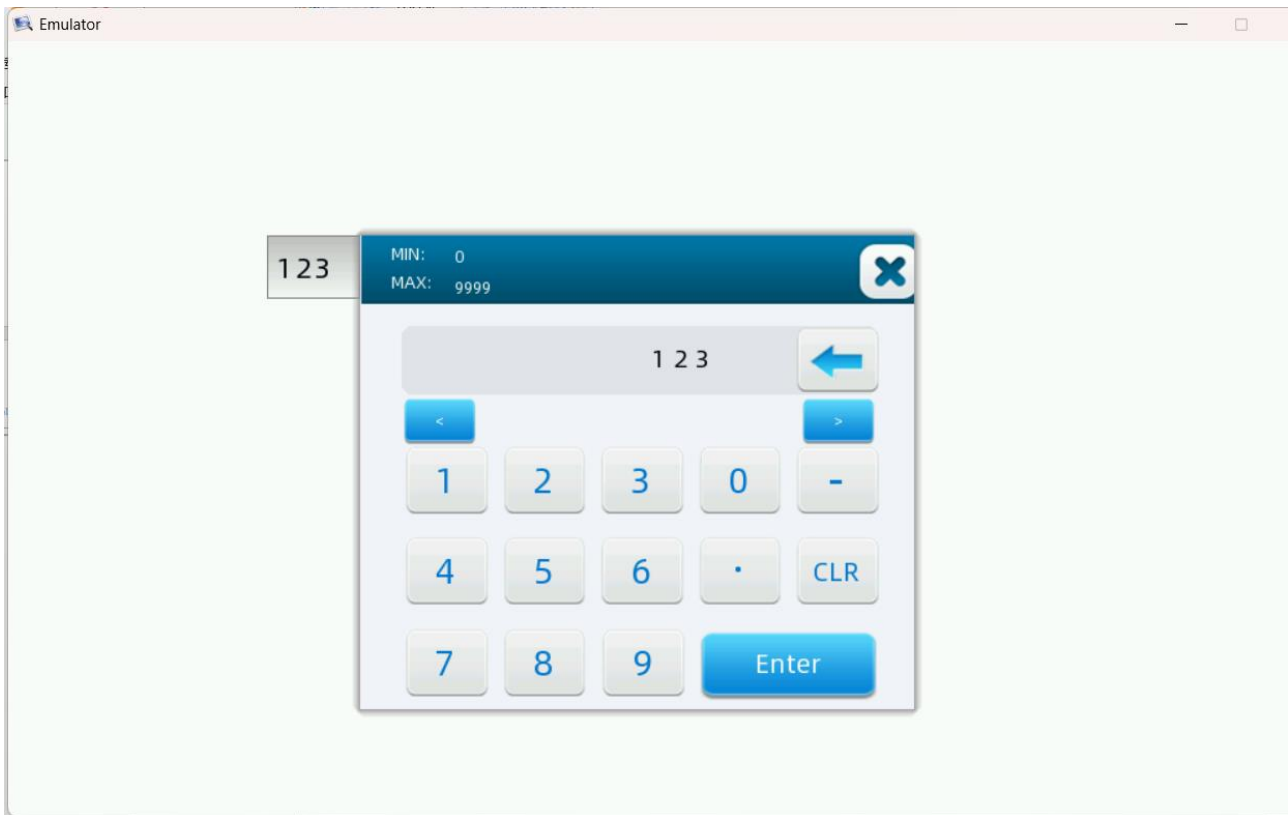 Emulator
123
MIN: 0
MAX: 9999
123
< >
1 2 3 0 -
4 5 6 . CLR
7 8 9 Enter